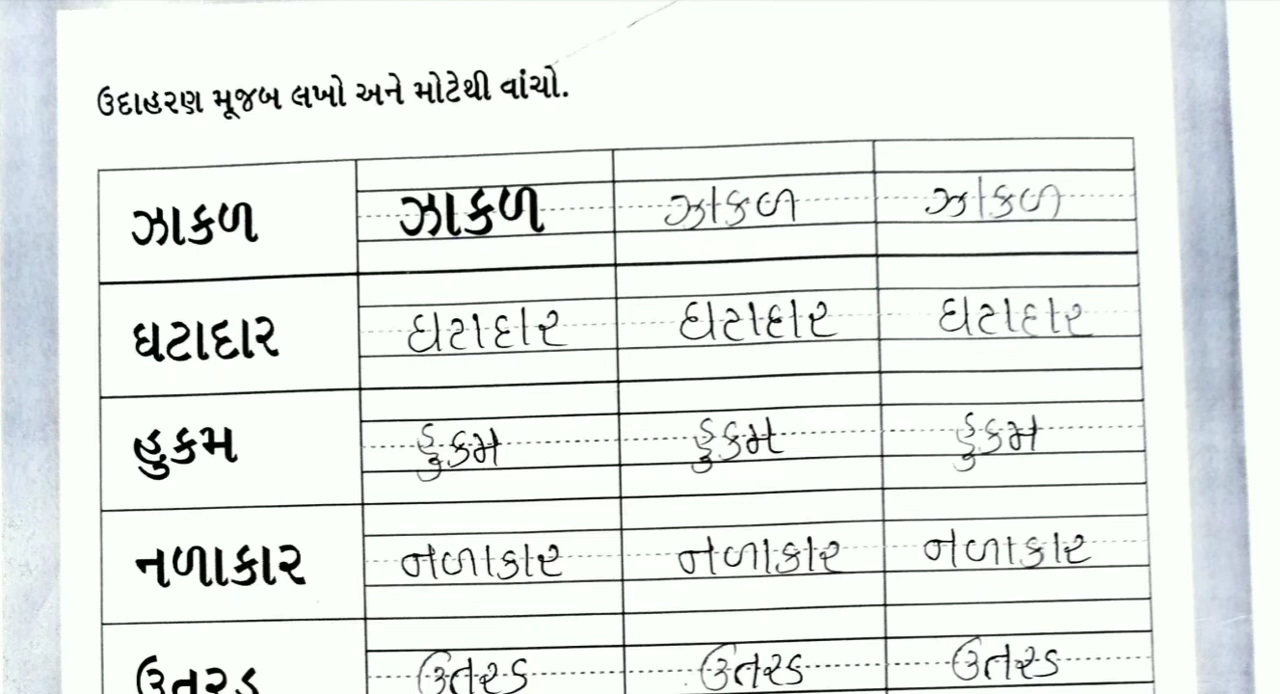 ઉદાહરણ મૂજબ લખો અને મોટેથી વાંચો.
ઝાકળ ઝાકળ ઝાકળ ઝાકળ
ઘટાદાર ઘટાદાર ઘટાદાર ઘટાદાર
હુકમ હુકમ હુકમ હુકમ
નળાકાર નળાકાર નળાકાર નળાકાર
ઉતરડ ઉતરડ ઉતરડ ઉતરડ